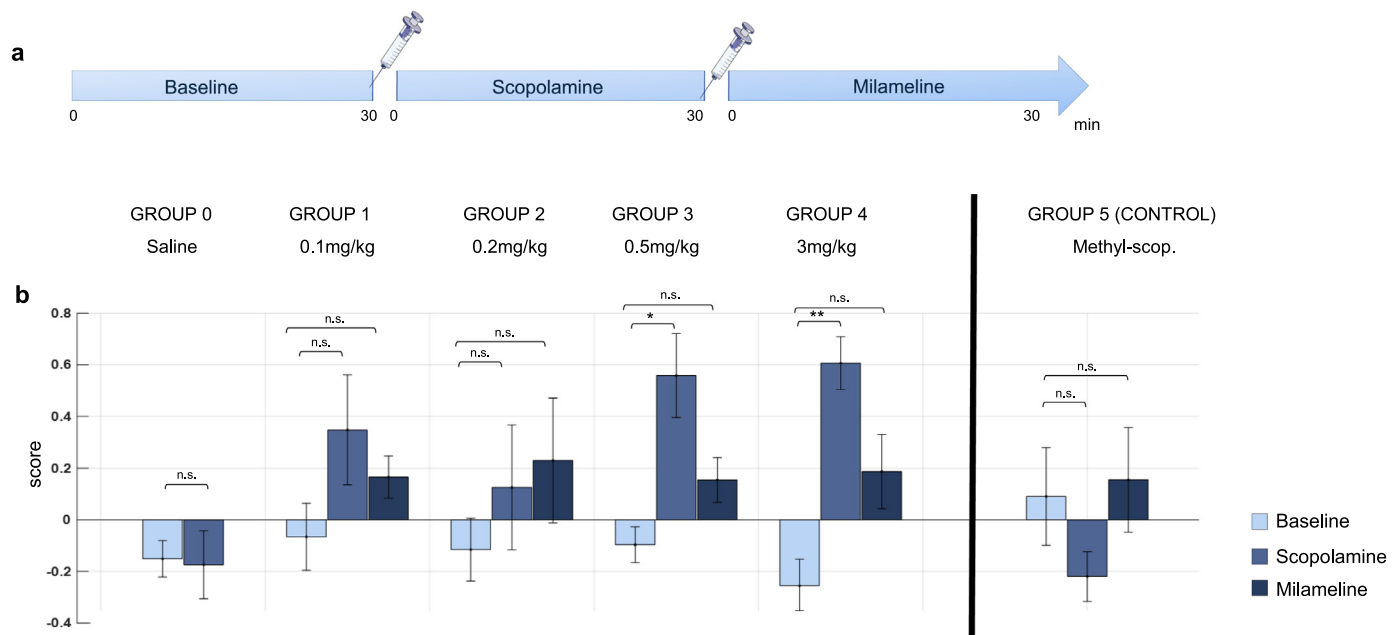 a
Baseline
Scopolamine
Milameline
0
30
0
30
0
30
min
GROUP 0
GROUP 1
GROUP 2
GROUP 3
GROUP 4
GROUP 5 (CONTROL)
Saline
0.1mg/kg
0.2mg/kg
0.5mg/kg
3mg/kg
Methyl-scop.
b
0.8
0.6
0.4
0.2
0
-0.2
-0.4
score
n.s.
n.s.
n.s.
n.s.
n.s.
n.s.
*
n.s.
**
n.s.
n.s.
Baseline
Scopolamine
Milameline